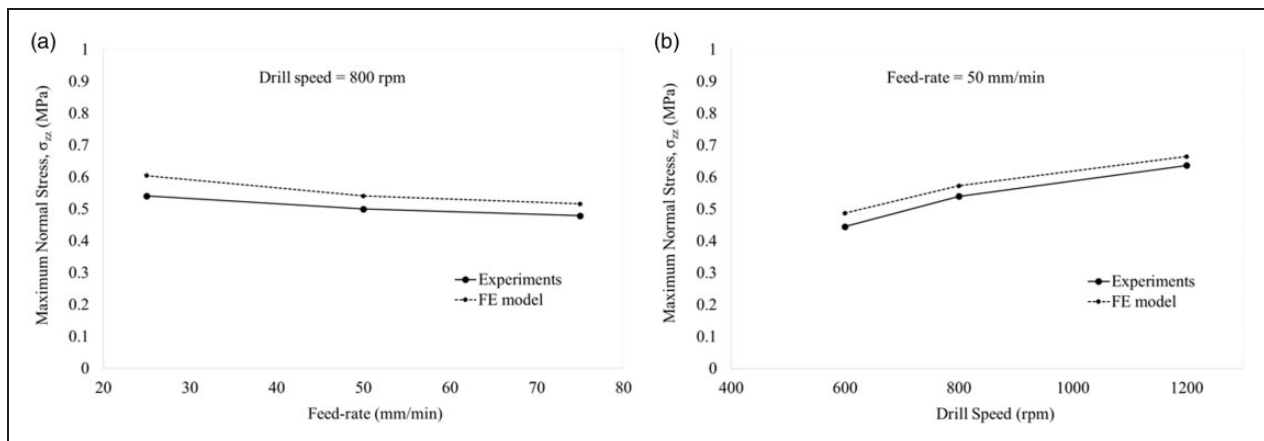 (a)
1
0.9
0.8
0.7
0.6
0.5
0.4
0.3
0.2
0.1
0
Maximum Normal Stress, σzz (MPa)
Drill speed = 800 rpm
Experiments
FE model
20 30 40 50 60 70 80
Feed-rate (mm/min)
(b)
1
0.9
0.8
0.7
0.6
0.5
0.4
0.3
0.2
0.1
0
Maximum Normal Stress, σzz (MPa)
Feed-rate = 50 mm/min
Experiments
FE model
400 600 800 1000 1200
Drill Speed (rpm)